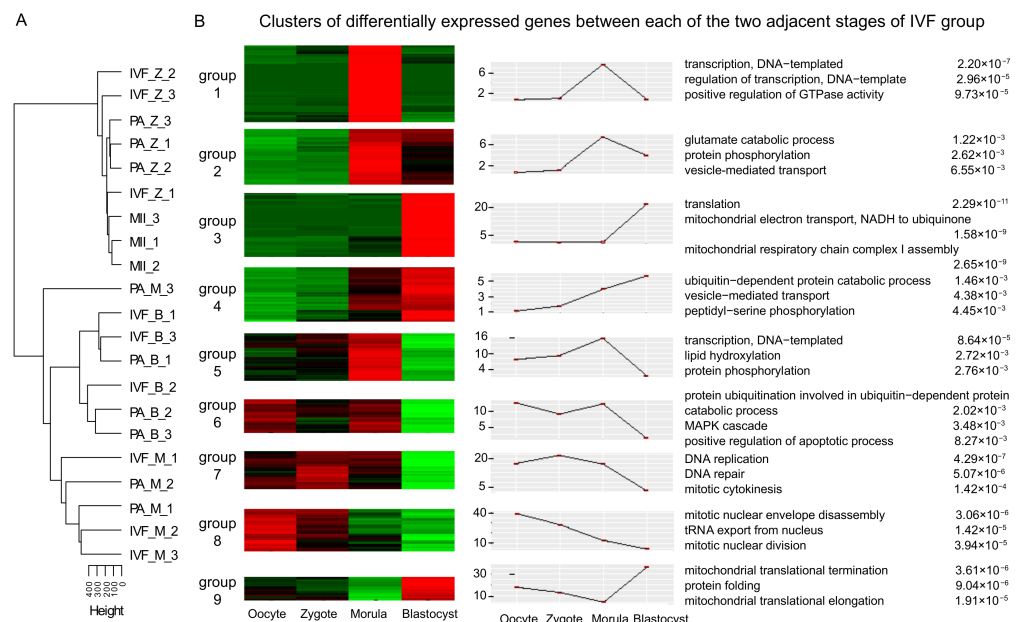 A
B
Clusters of differentially expressed genes between each of the two adjacent stages of IVF group
IVF_Z_2
IVF_Z_3
PA_Z_3
PA_Z_1
PA_Z_2
IVF_Z_1
MII_3
MII_1
MII_2
PA_M_3
IVF_B_1
IVF_B_3
PA_B_1
IVF_B_2
PA_B_2
PA_B_3
IVF_M_1
PA_M_2
PA_M_1
IVF_M_2
IVF_M_3
400 300 200 100 0
Height
group
1
6
2
transcription, DNA-templated 2.20×10⁻⁷
regulation of transcription, DNA-template 2.96×10⁻⁵
positive regulation of GTPase activity 9.73×10⁻⁵
group
2
6
2
glutamate catabolic process 1.22×10⁻³
protein phosphorylation 2.62×10⁻³
vesicle-mediated transport 6.55×10⁻³
group
3
20
5
translation 2.29×10⁻¹¹
mitochondrial electron transport, NADH to ubiquinone
1.58×10⁻⁹
mitochondrial respiratory chain complex I assembly
2.65×10⁻⁹
group
4
5
3
1
ubiquitin−dependent protein catabolic process 1.46×10⁻³
vesicle−mediated transport 4.38×10⁻³
peptidyl−serine phosphorylation 4.45×10⁻³
group
5
16
10
4
transcription, DNA−templated 8.64×10⁻⁵
lipid hydroxylation 2.72×10⁻³
protein phosphorylation 2.76×10⁻³
group
6
10
5
protein ubiquitination involved in ubiquitin−dependent protein
catabolic process 2.02×10⁻³
MAPK cascade 3.48×10⁻³
positive regulation of apoptotic process 8.27×10⁻³
group
7
20
5
DNA replication 4.29×10⁻⁷
DNA repair 5.07×10⁻⁶
mitotic cytokinesis 1.42×10⁻⁴
group
8
40
10
mitotic nuclear envelope disassembly 3.06×10⁻⁶
tRNA export from nucleus 1.42×10⁻⁵
mitotic nuclear division 3.94×10⁻⁵
group
9
30
10
mitochondrial translational termination 3.61×10⁻⁶
protein folding 9.04×10⁻⁶
mitochondrial translational elongation 1.91×10⁻⁵
Oocyte Zygote Morula Blastocyst
Oocyte Zygote Morula Blastocyst